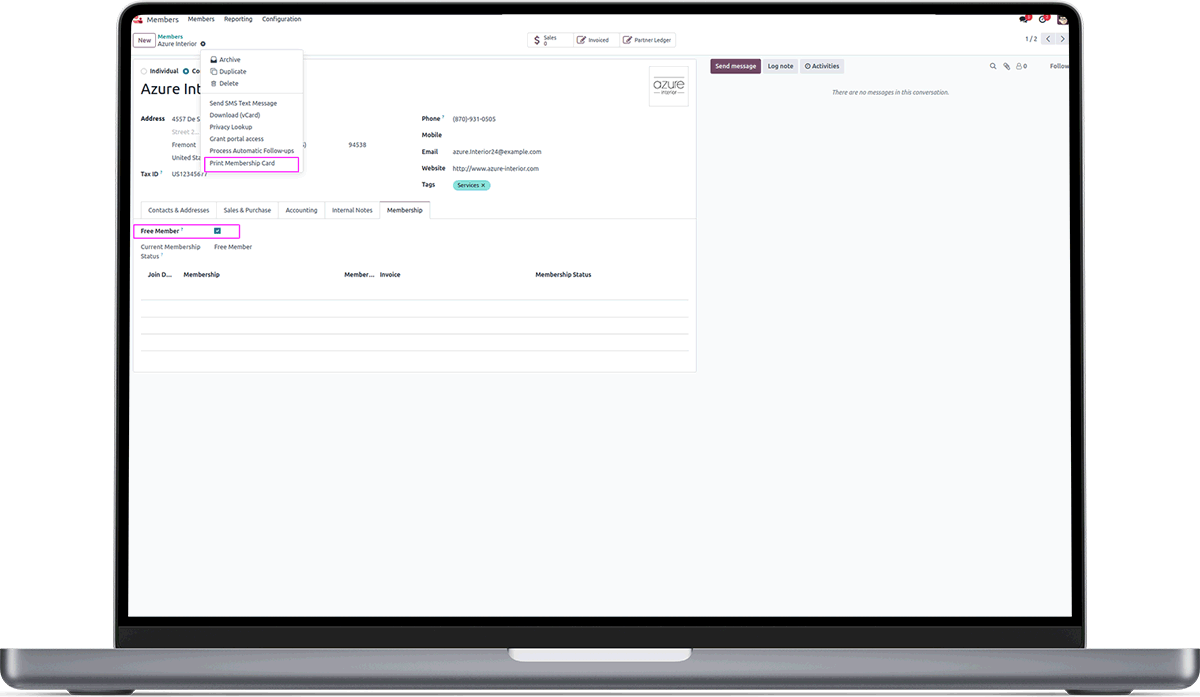 Members Members Reporting Configuration
New Members
Azure Interior
$ Sales 0 Invoiced Partner Ledger
1 / 2
Archive
Duplicate
Delete
Send SMS Text Message
Download (vCard)
Privacy Lookup
Grant portal access
Process Automatic Follow-ups
Print Membership Card
Individual Co
Azure Int
azure
interior
Address 4557 De S
Street 2...
Fremont 94538
United Sta
Tax ID ? US12345677
Phone ? (870)-931-0505
Mobile
Email azure.Interior24@example.com
Website http://www.azure-interior.com
Tags Services ×
Contacts & Addresses Sales & Purchase Accounting Internal Notes Membership
Free Member ?
Current Membership Status ? Free Member
Join D... Membership Member... Invoice Membership Status
Send message Log note Activities 0 Follow
There are no messages in this conversation.